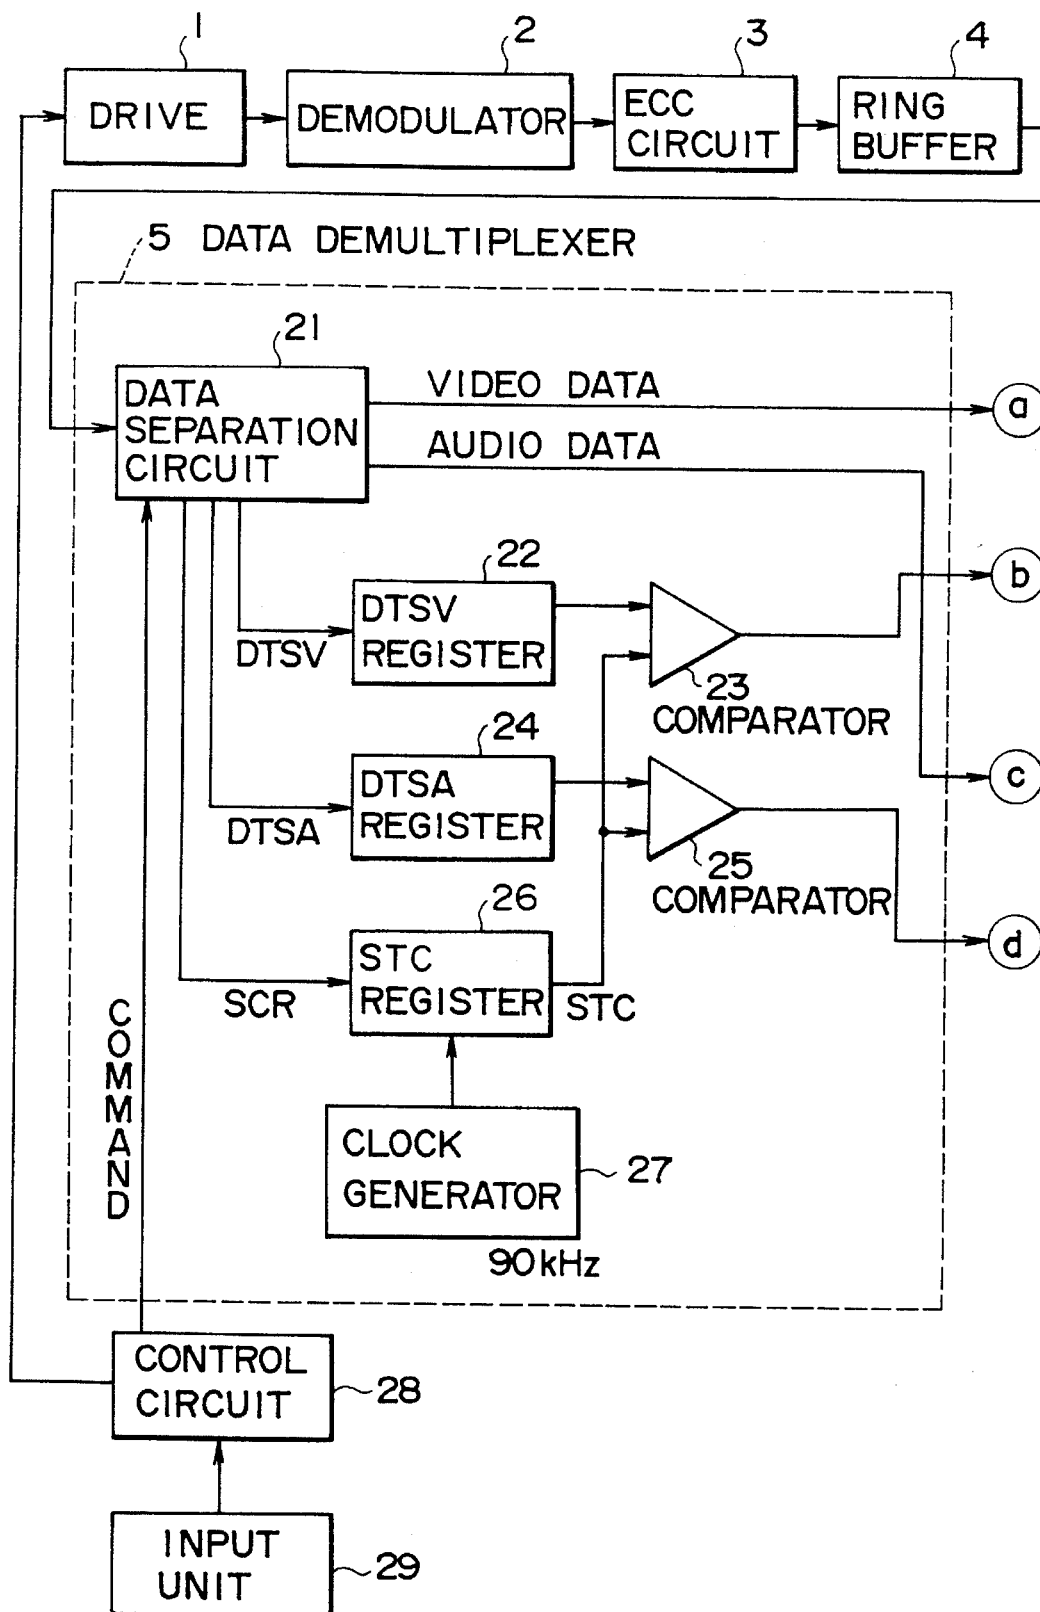 1
2
3
4
DRIVE
DEMODULATOR
ECC
CIRCUIT
RING
BUFFER
5 DATA DEMULTIPLEXER
21
DATA
SEPARATION
CIRCUIT
VIDEO DATA
AUDIO DATA
a
b
c
d
22
DTSV
REGISTER
DTSV
23
COMPARATOR
24
DTSA
REGISTER
DTSA
25
COMPARATOR
26
STC
REGISTER
SCR
STC
COMMAND
CLOCK
GENERATOR
27
90kHz
CONTROL
CIRCUIT
28
INPUT
UNIT
29